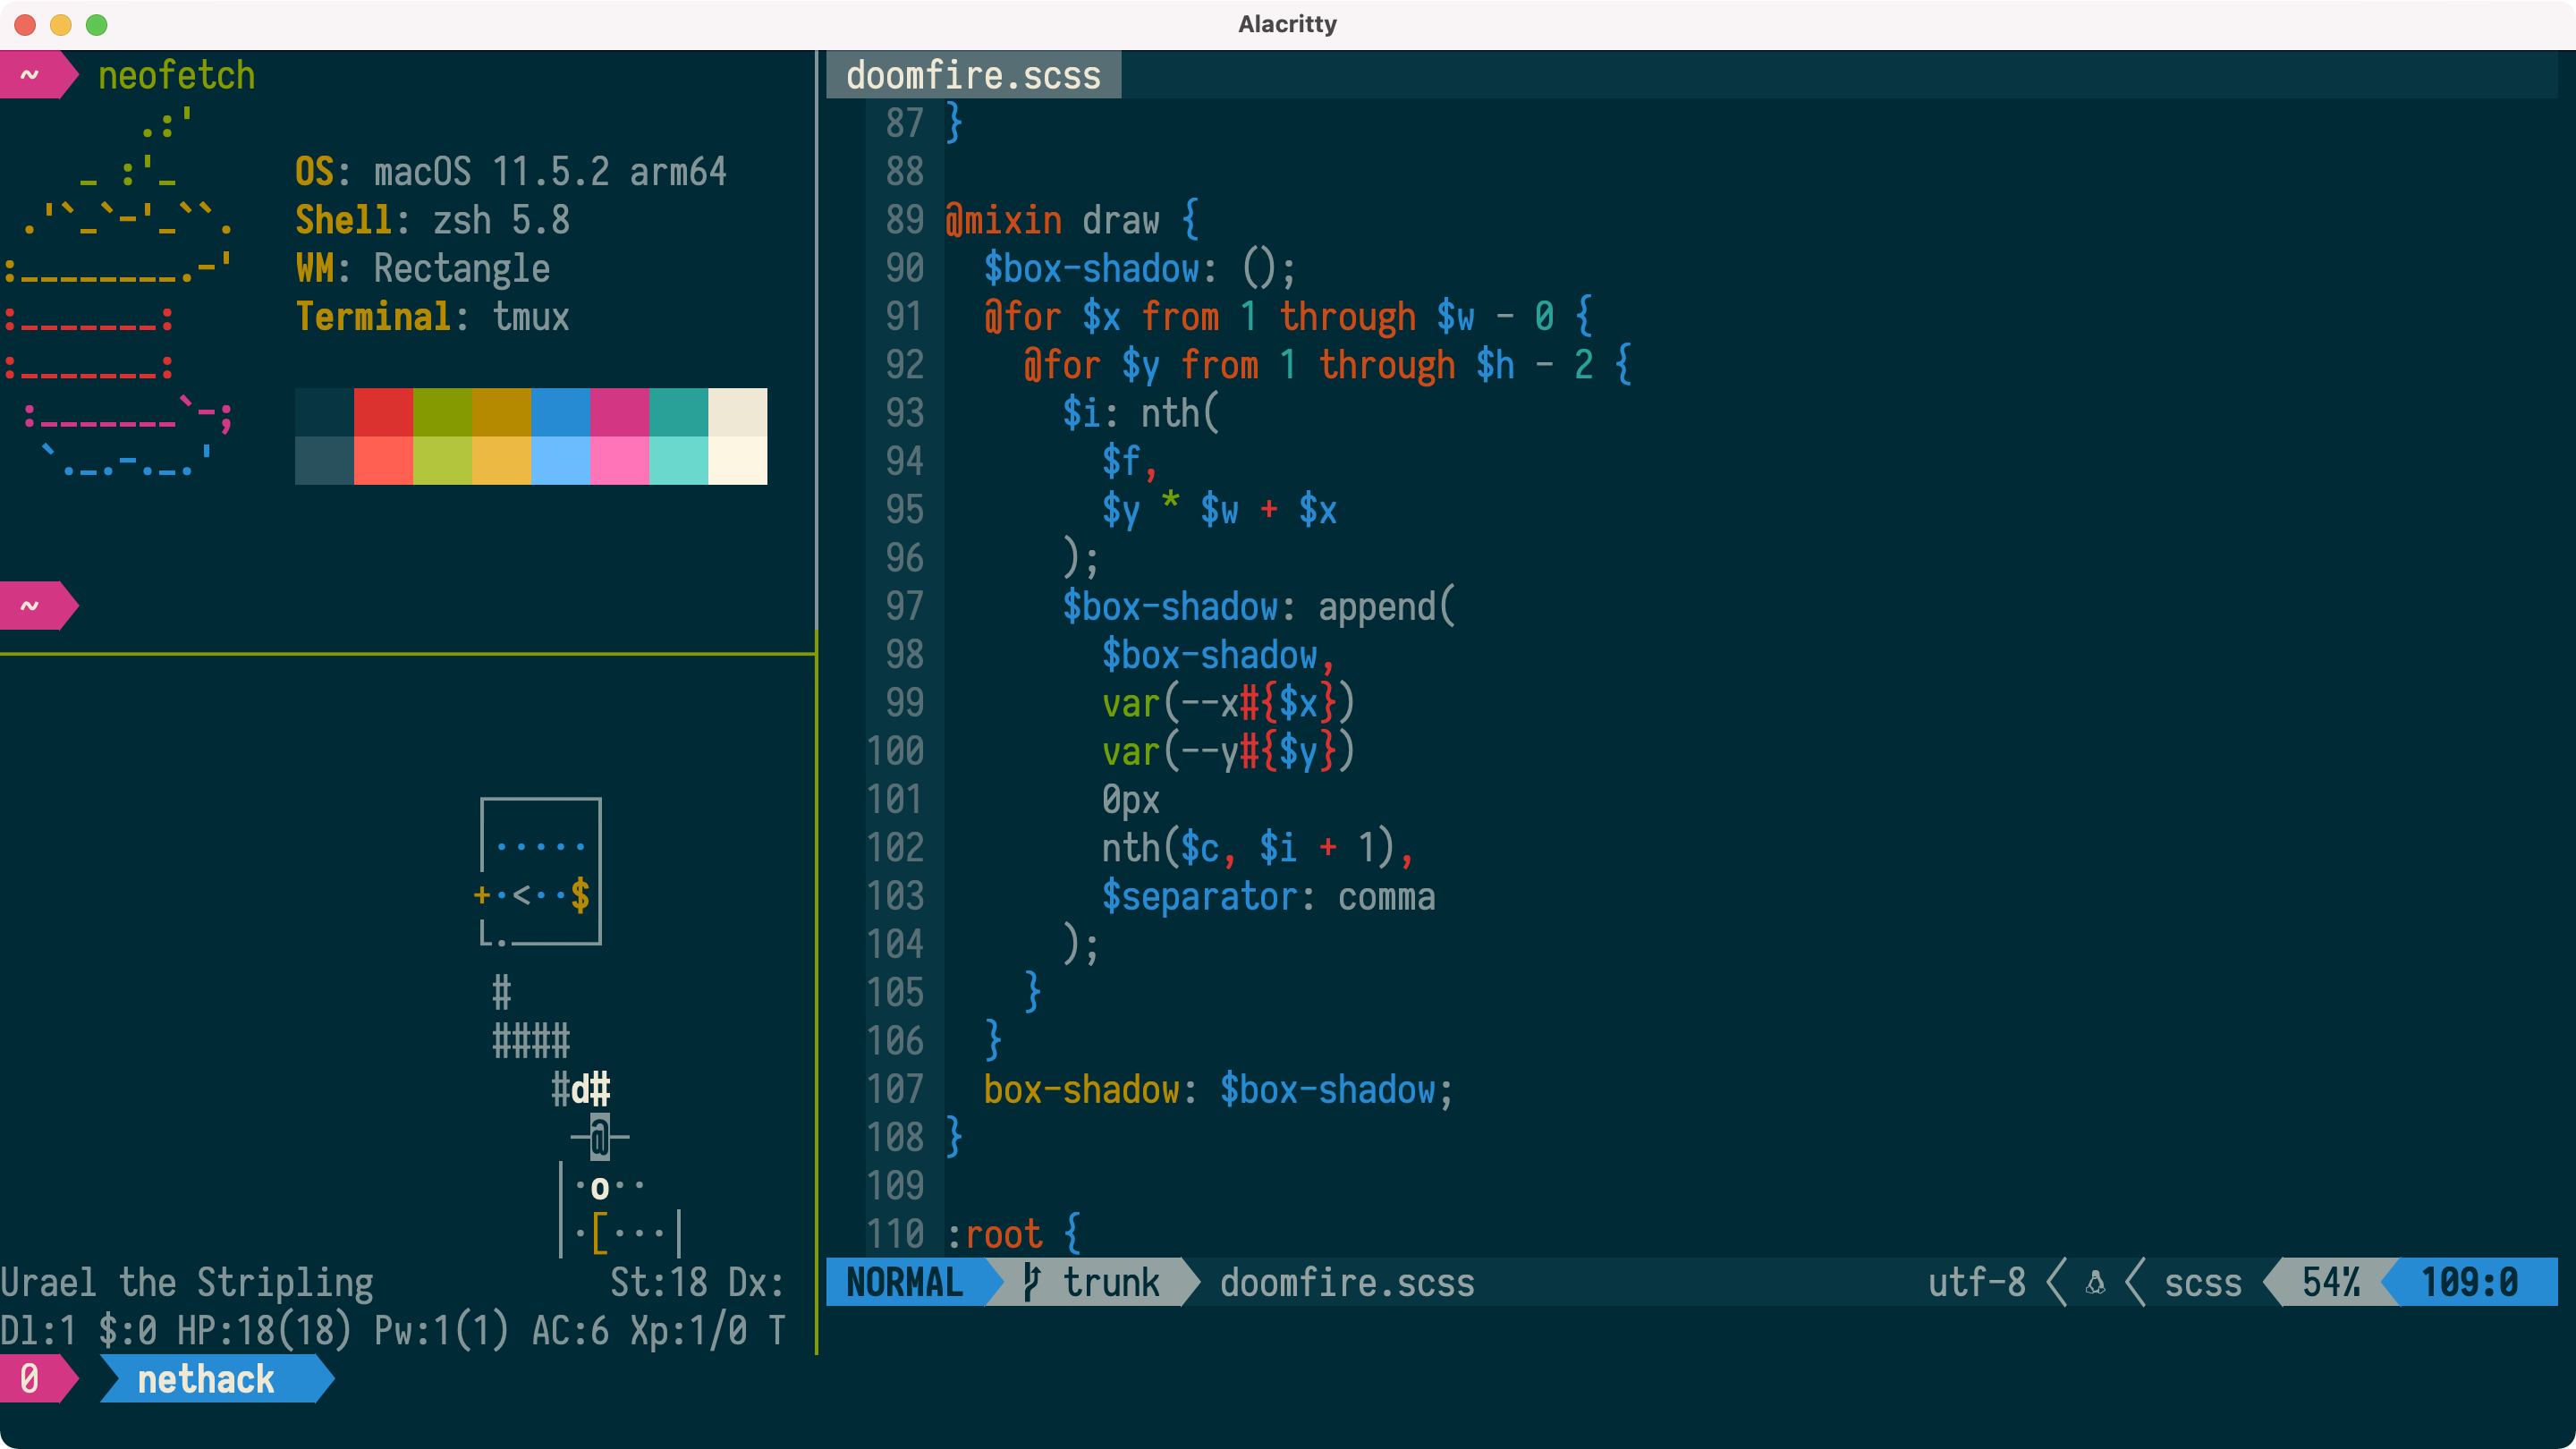 Alacritty
~ neofetch
OS: macOS 11.5.2 arm64
Shell: zsh 5.8
WM: Rectangle
Terminal: tmux
~
+·<··$
#
####
#d#
-@-
|·o··
|·[···|
Urael the Stripling St:18 Dx:
Dl:1 $:0 HP:18(18) Pw:1(1) AC:6 Xp:1/0 T
0 nethack
doomfire.scss
87 }
88
89 @mixin draw {
90   $box-shadow: ();
91   @for $x from 1 through $w - 0 {
92     @for $y from 1 through $h - 2 {
93       $i: nth(
94         $f,
95         $y * $w + $x
96       );
97       $box-shadow: append(
98         $box-shadow,
99         var(--x#{$x})
100         var(--y#{$y})
101         0px
102         nth($c, $i + 1),
103         $separator: comma
104       );
105     }
106   }
107   box-shadow: $box-shadow;
108 }
109
110 :root {
NORMAL trunk doomfire.scss utf-8 scss 54% 109:0